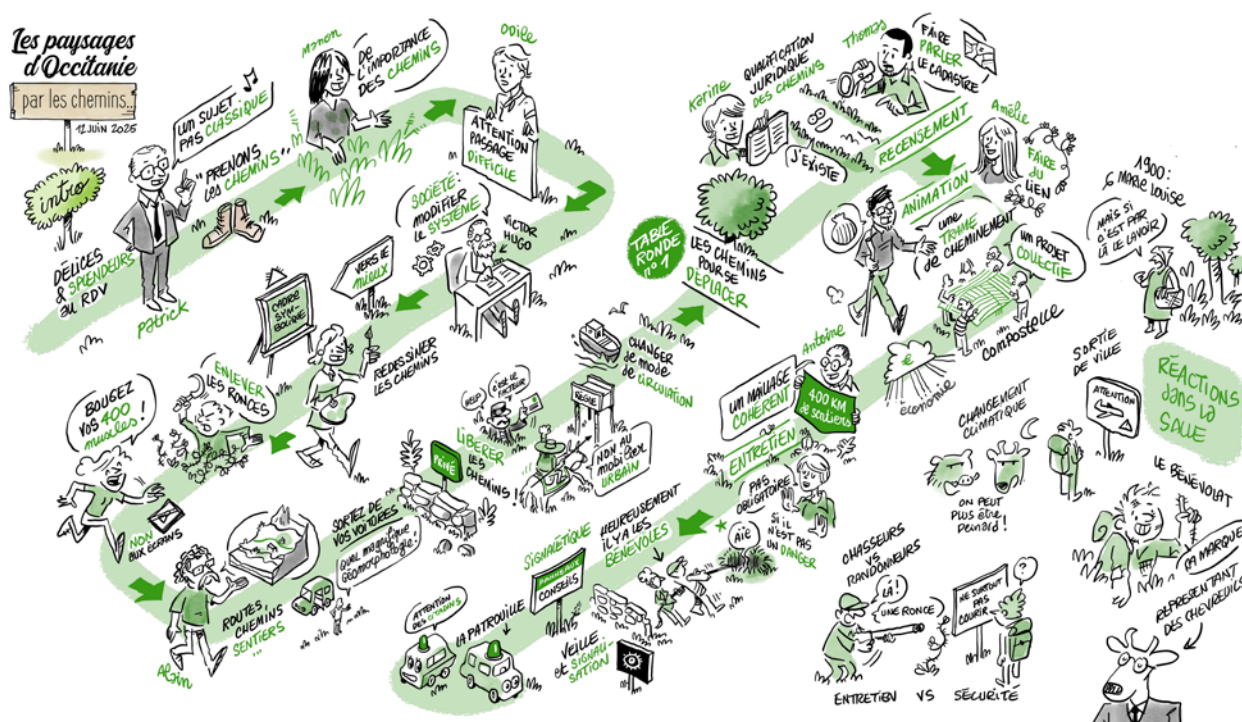 Les paysages
d'Occitanie
par les chemins...
12 JUIN 2025
intro
DÉLICES
& SPLENDEURS
AU RDV
Patrick
UN SUJET
PAS CLASSIQUE
"PRENONS
LES CHEMINS"
Manon
DE
L'IMPORTANCE
DES CHEMINS
Odile
ATTENTION
PASSAGE
DIFFICILE
SOCIÉTÉ:
MODIFIER
LE SYSTÈME
VICTOR
HUGO
VERS LE
MIEUX
CADRE
SYM-
BOLIQUE
REDESSINER
LES CHEMINS
ENLEVER
LES RONCES
BOUGEZ
VOS 400
muscles!
NON
AUX ÉCRANS
Alain
ROUTES,
CHEMINS
SENTIERS
...
SORTEZ DE
VOS VOITURES
QUEL MAGNIFIQUE
GÉOMORPHOLOGIE!
PRIVÉ
LIBÉRER
LES
CHEMINS!!
HELP
C'EST LE
FACTEUR
RÈGLE
NON AU
MOBILIER
URBAIN
CHANGER
DE MODE
DE CIRCULATION
TABLE
RONDE
n°1
LES CHEMINS
POUR SE
DÉPLACER
Karine
QUALIFICATION
JURIDIQUE
DES CHEMINS
J'EXISTE
Thomas
FAIRE
PARLER
LE CADASTRE
RECENSEMENT
Amélie
FAIRE
DU
LIEN
ANIMATION
UNE
TRAME
de CHEMINEMENT
UN PROJET
COLLECTIF
COMPOSTELLE
€
économie
Antoine
UN MAILLAGE
COHÉRENT
400 KM
de sentiers
ENTRETIEN
PAS
OBLIGATOIRE
SI IL
N'EST PAS
UN DANGER
AÏE
HEUREUSEMENT
IL Y A LES
BÉNÉVOLES
SIGNALÉTIQUE
PANNEAUX
CONSEILS
LA PATROUILLE
ATTENTION
DES CITADINS
VEILLE
et SIGNALI-
SATION
1900:
MARIE LOUISE
MAIS SI
C'EST PAR
LÀ LE LAVOIR
RÉACTIONS
dans la
SALLE
SORTIE
DE
VILLE
ATTENTION
CHANGEMENT
CLIMATIQUE
ON PEUT
PLUS ÊTRE
PEINARD!
LE BÉNÉVOLAT
ÇA MARQUE
CHASSEURS
VS
RANDONNEURS
LÀ!
UNE RONCE
NE SURTOUT
PAS
COURIR
?
ENTRETIEN VS SÉCURITÉ
REPRÉSENTANT
DES CHEVREUILS